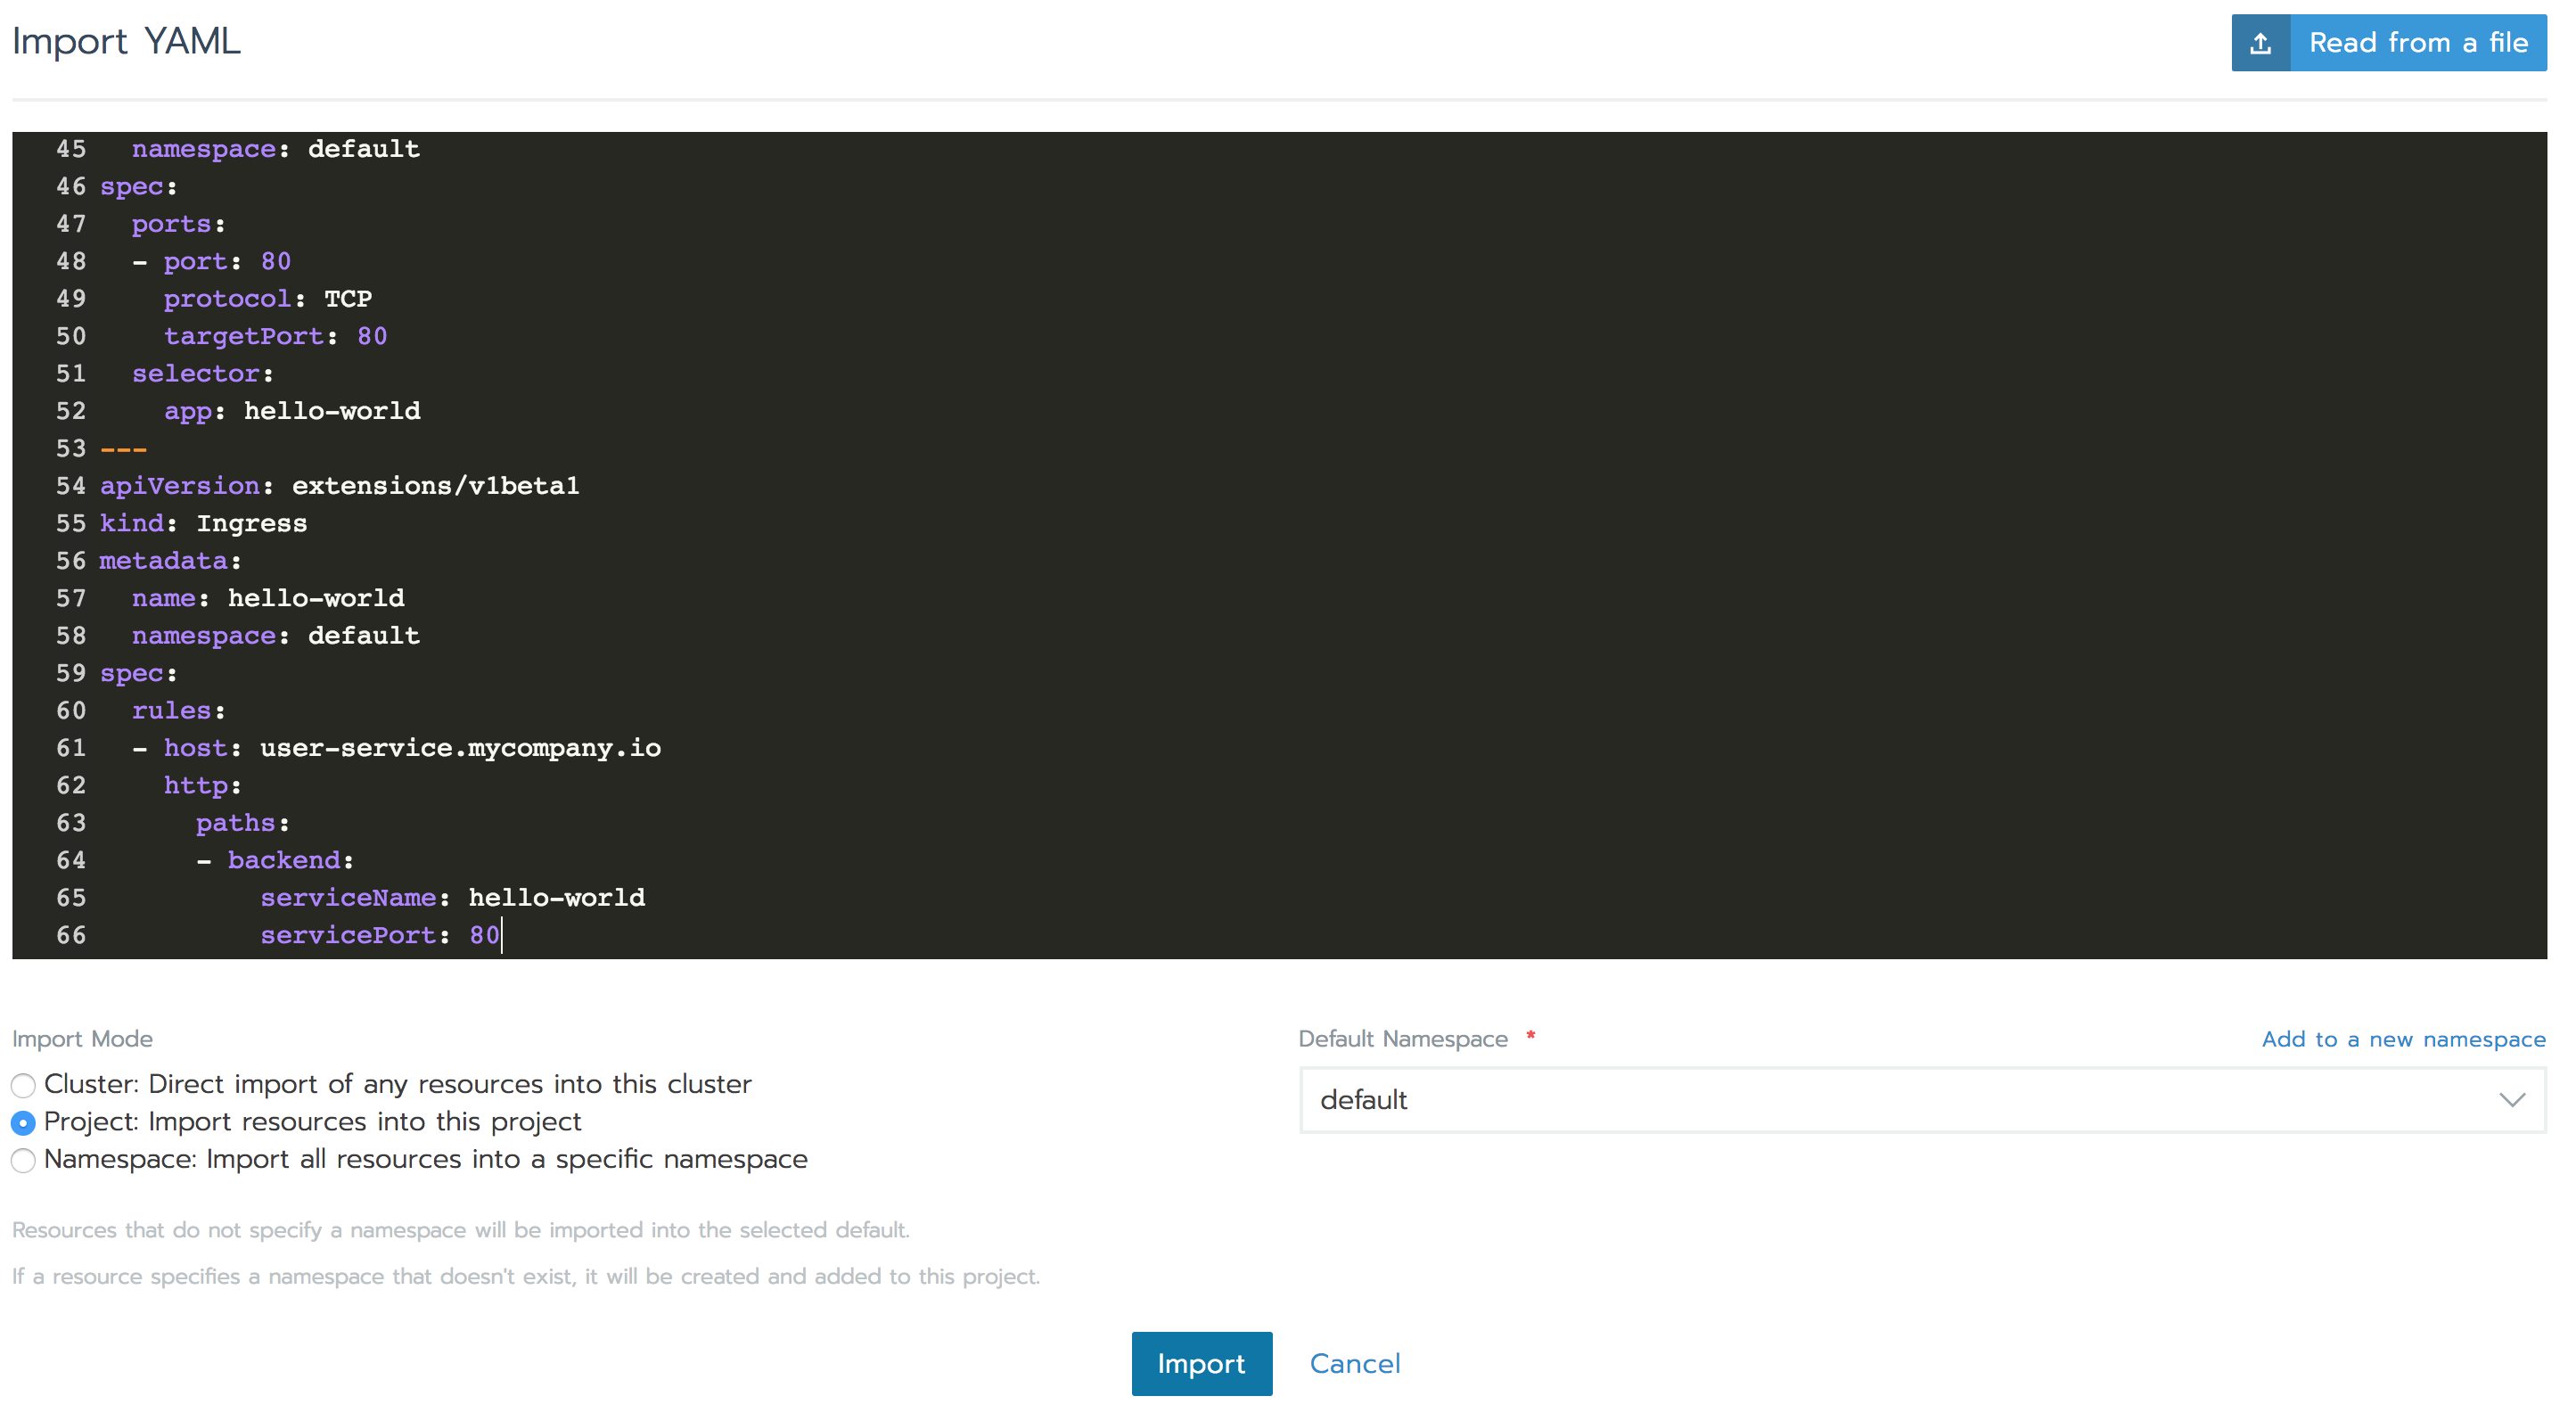 Import YAML
Read from a file
45   namespace: default
46 spec:
47   ports:
48   - port: 80
49     protocol: TCP
50     targetPort: 80
51   selector:
52     app: hello-world
53 ---
54 apiVersion: extensions/v1beta1
55 kind: Ingress
56 metadata:
57   name: hello-world
58   namespace: default
59 spec:
60   rules:
61   - host: user-service.mycompany.io
62     http:
63       paths:
64       - backend:
65           serviceName: hello-world
66           servicePort: 80
Import Mode
Cluster: Direct import of any resources into this cluster
Project: Import resources into this project
Namespace: Import all resources into a specific namespace
Default Namespace *
Add to a new namespace
default
Resources that do not specify a namespace will be imported into the selected default.
If a resource specifies a namespace that doesn't exist, it will be created and added to this project.
Import
Cancel